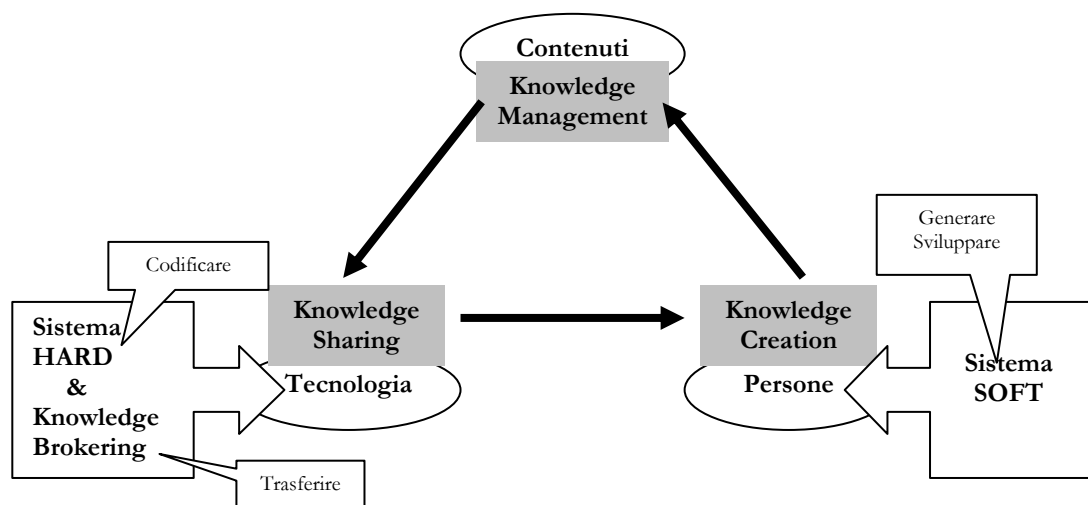 Contenuti
Knowledge
Management
Generare
Sviluppare
Codificare
Knowledge
Sharing
Tecnologia
Knowledge
Creation
Persone
Sistema
HARD
&
Knowledge
Brokering
Sistema
SOFT
Trasferire